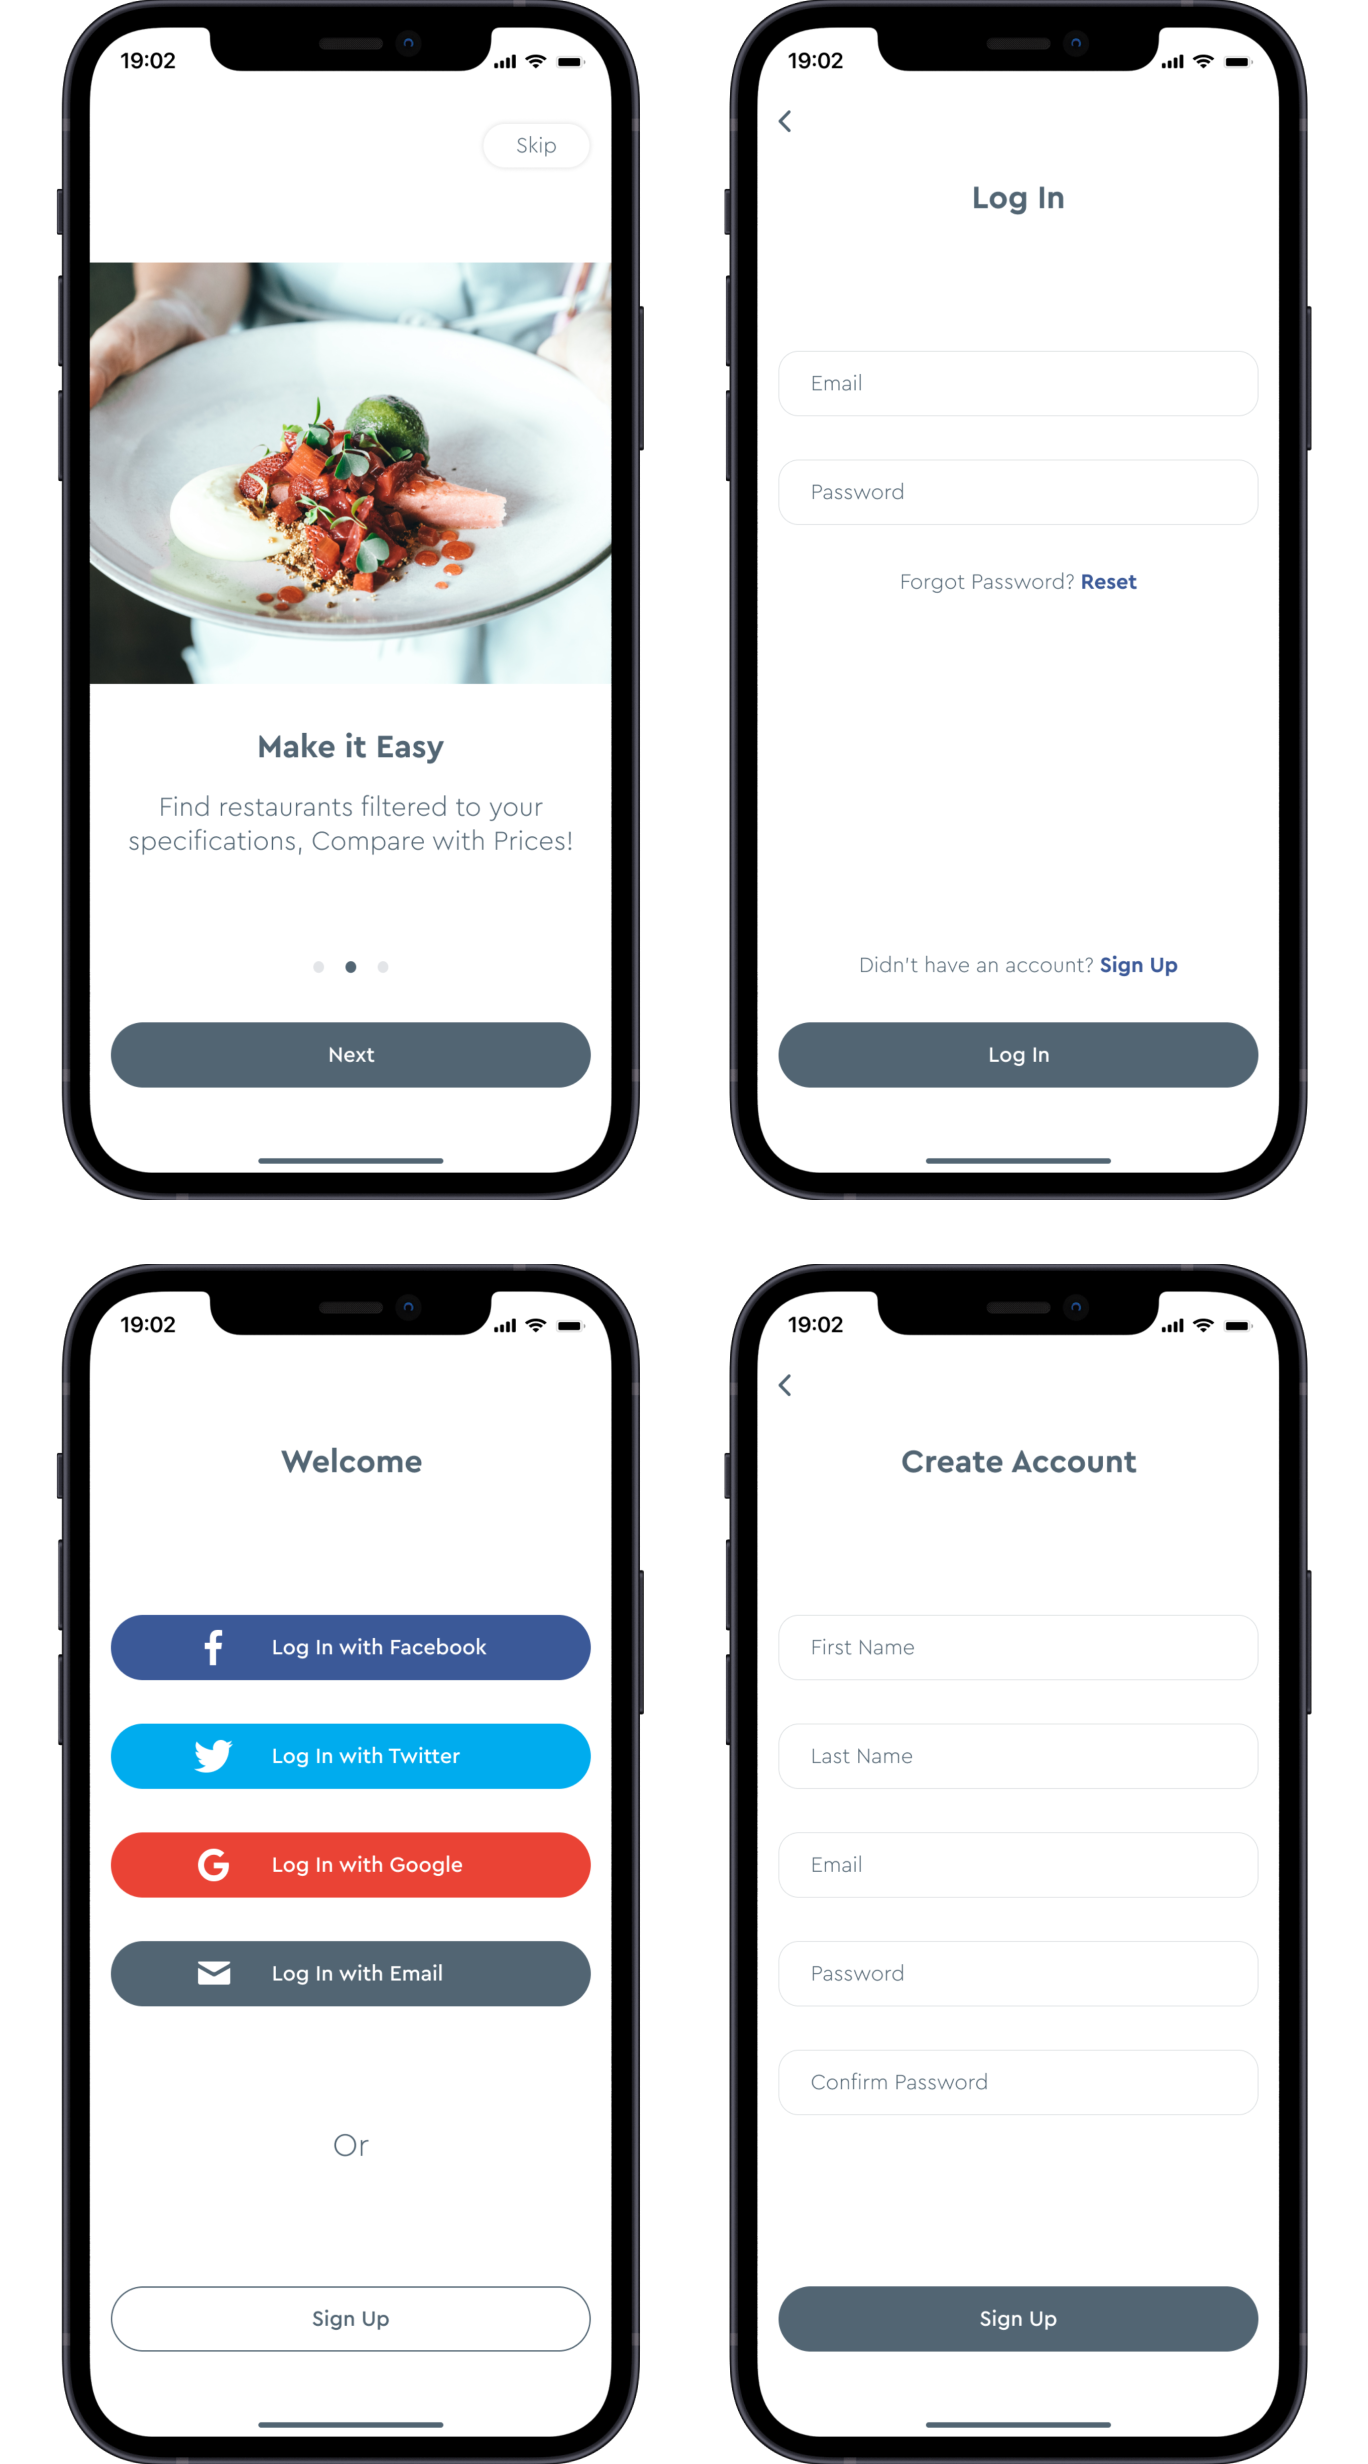 19:02
Skip
Make it Easy
Find restaurants filtered to your
specifications, Compare with Prices!
Next
19:02
Log In
Email
Password
Forgot Password? Reset
Didn't have an account? Sign Up
Log In
19:02
Welcome
Log In with Facebook
Log In with Twitter
Log In with Google
Log In with Email
Or
Sign Up
19:02
Create Account
First Name
Last Name
Email
Password
Confirm Password
Sign Up